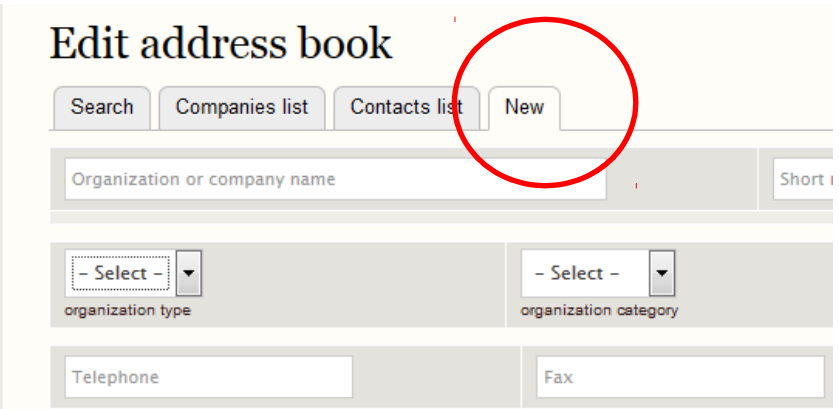 Edit address book
Search Companies list Contacts list New
Organization or company name Short
– Select – – Select –
organization type organization category
Telephone Fax